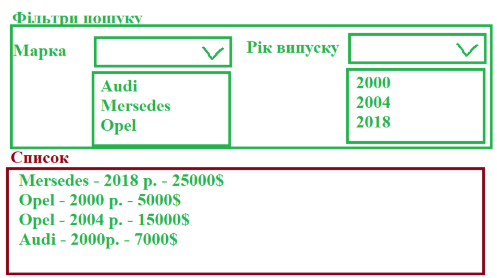 Фільтри пошуку
Марка
Рік випуску
Audi
Mersedes
Opel
2000
2004
2018
Список
Mersedes - 2018 р. - 25000$
Opel - 2000 р. - 5000$
Opel - 2004 р. - 15000$
Audi - 2000р. - 7000$